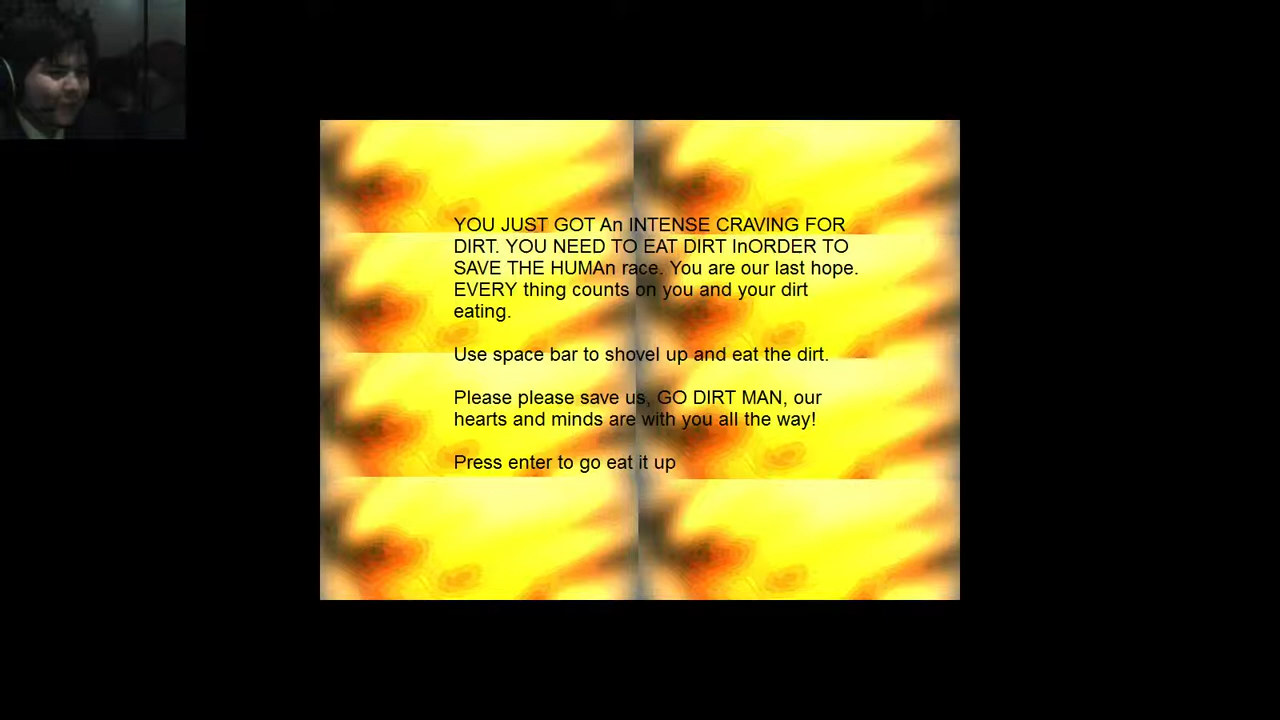 YOU JUST GOT An INTENSE CRAVING FOR
DIRT. YOU NEED TO EAT DIRT InORDER TO
SAVE THE HUMAn race. You are our last hope.
EVERY thing counts on you and your dirt
eating.
Use space bar to shovel up and eat the dirt.
Please please save us, GO DIRT MAN, our
hearts and minds are with you all the way!
Press enter to go eat it up